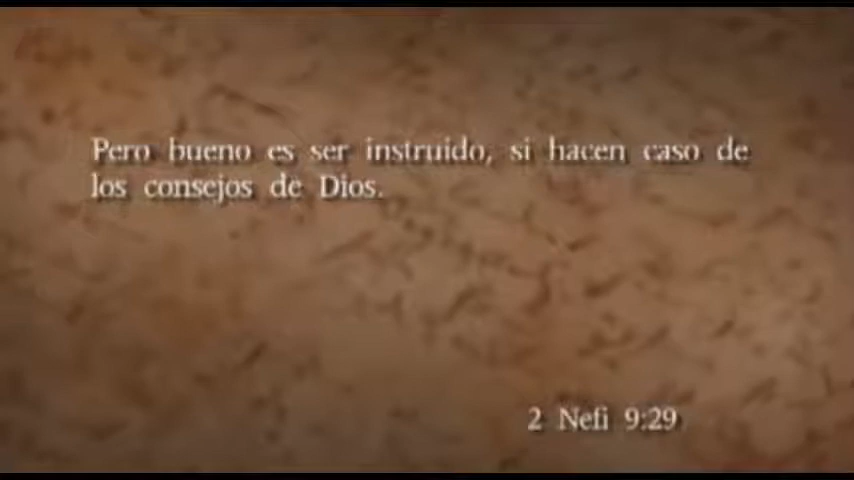 Pero bueno es ser instruido, si hacen caso de
los consejos de Dios.
2 Nefi 9:29